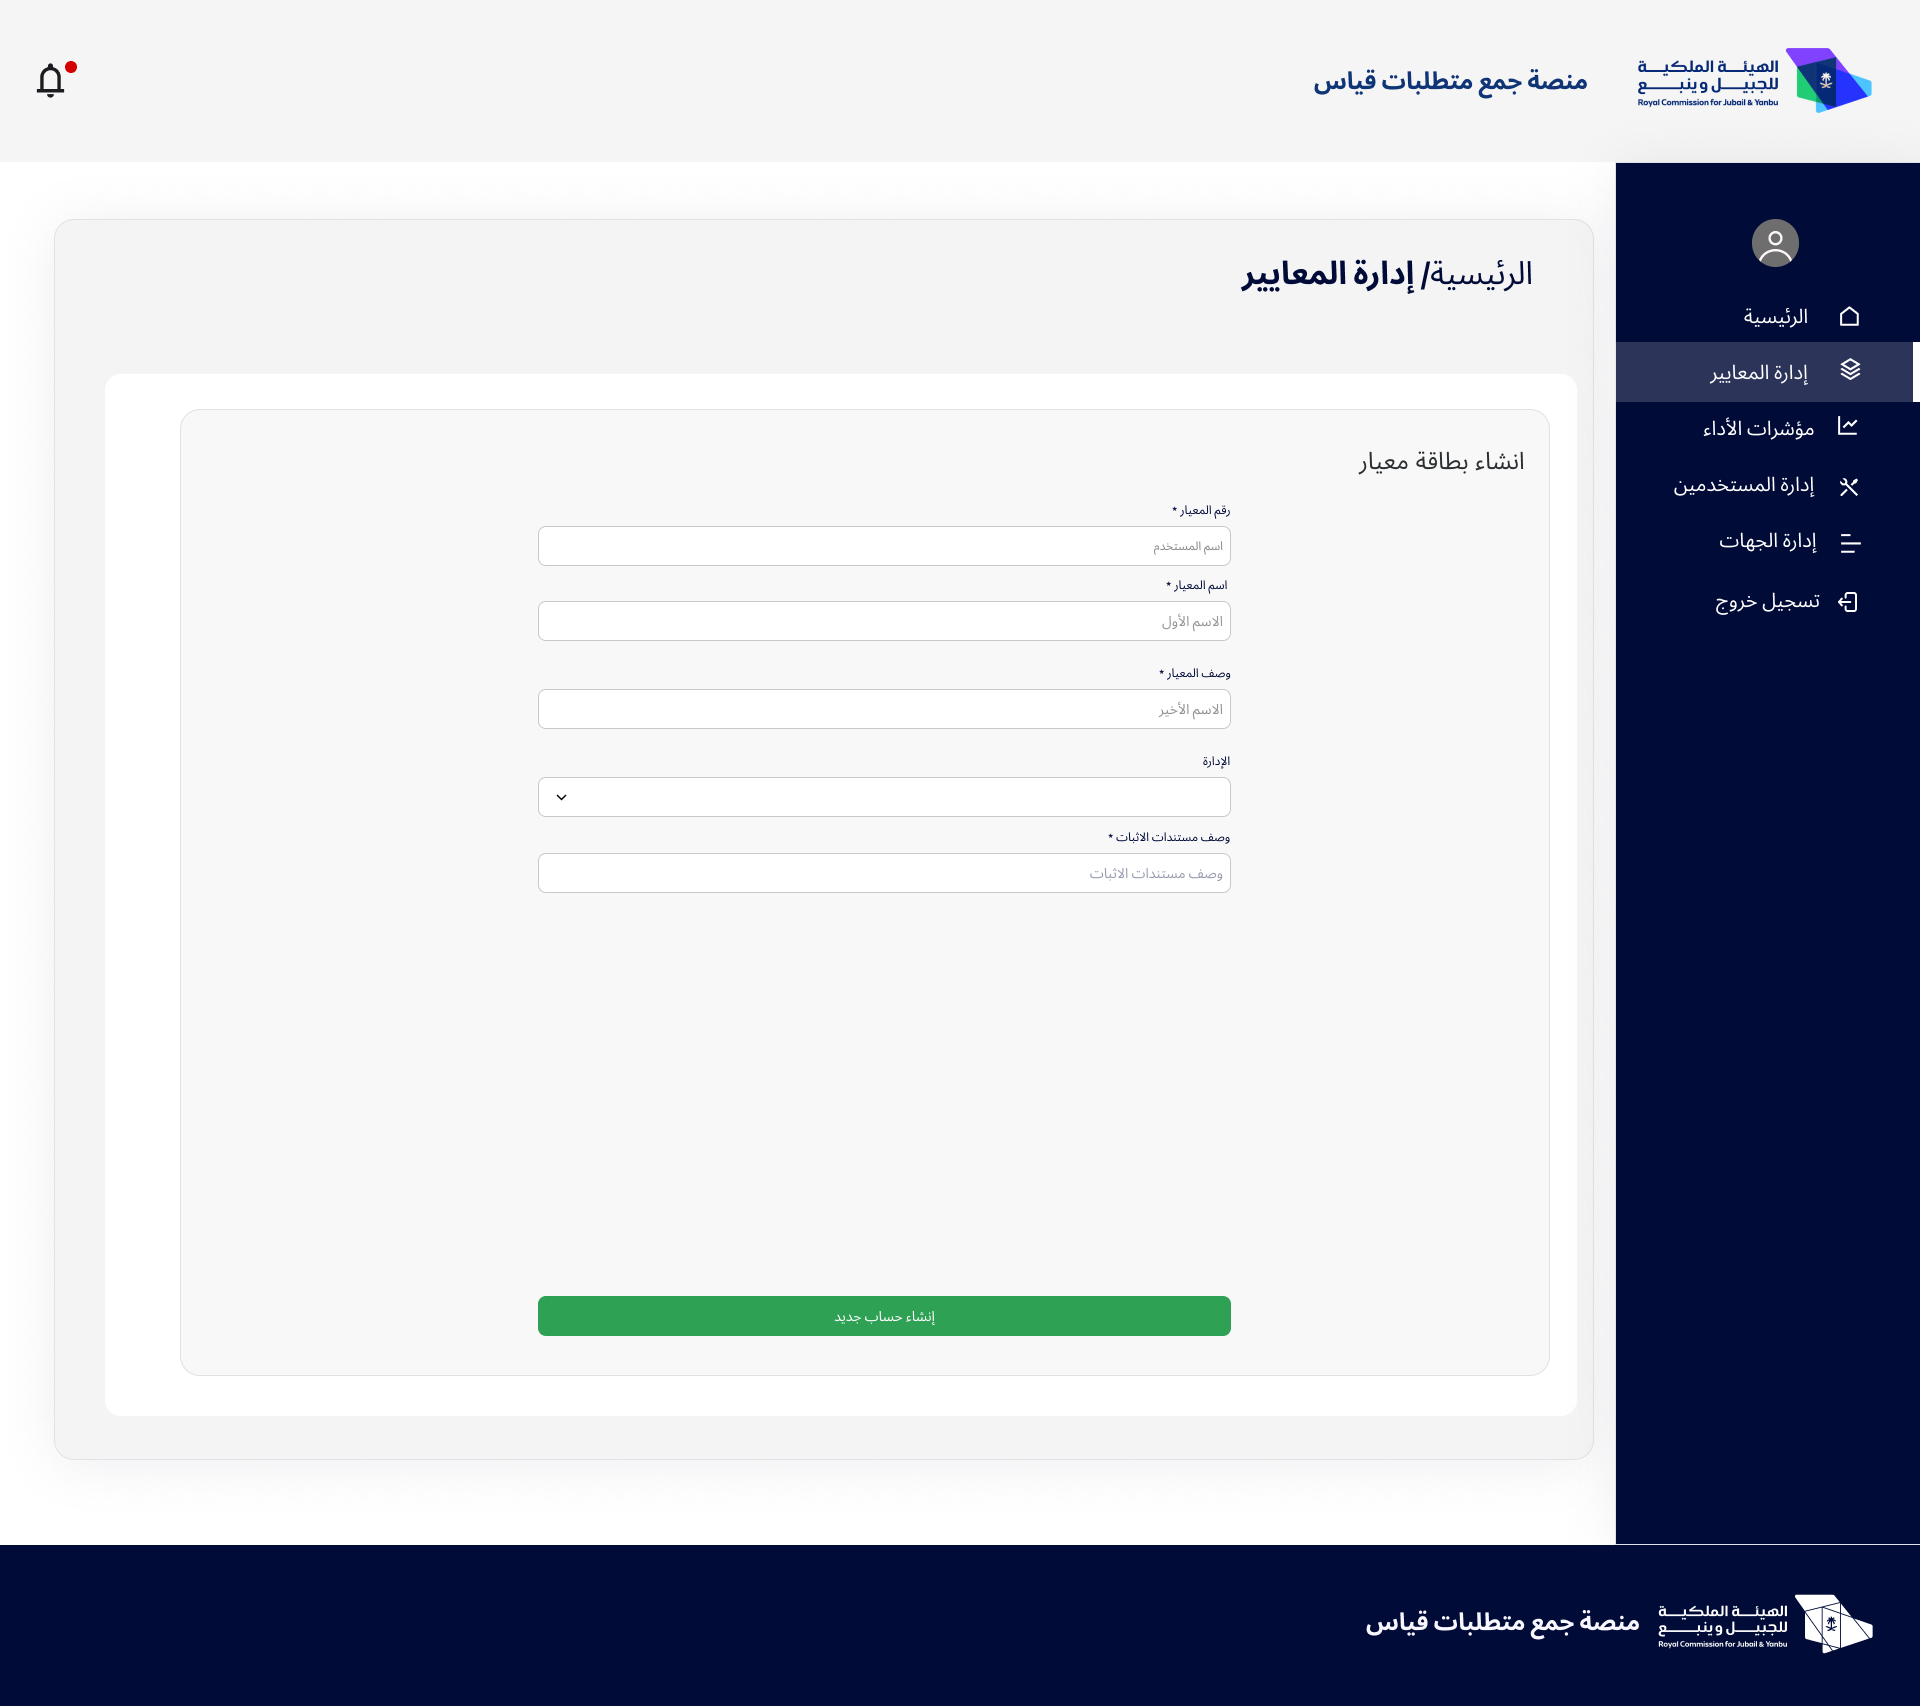 الهيئة الملكية
للجبيل وينبع
Royal Commission for Jubail & Yanbu
منصة جمع متطلبات قياس
الرئيسية
إدارة المعايير
مؤشرات الأداء
إدارة المستخدمين
إدارة الجهات
تسجيل خروج
الرئيسية/ إدارة المعايير
انشاء بطاقة معيار
رقم المعيار *
اسم المستخدم
اسم المعيار *
الاسم الأول
وصف المعيار *
الاسم الأخير
الإدارة
وصف مستندات الاثبات *
وصف مستندات الاثبات
إنشاء حساب جديد
الهيئة الملكية
للجبيل وينبع
Royal Commission for Jubail & Yanbu
منصة جمع متطلبات قياس